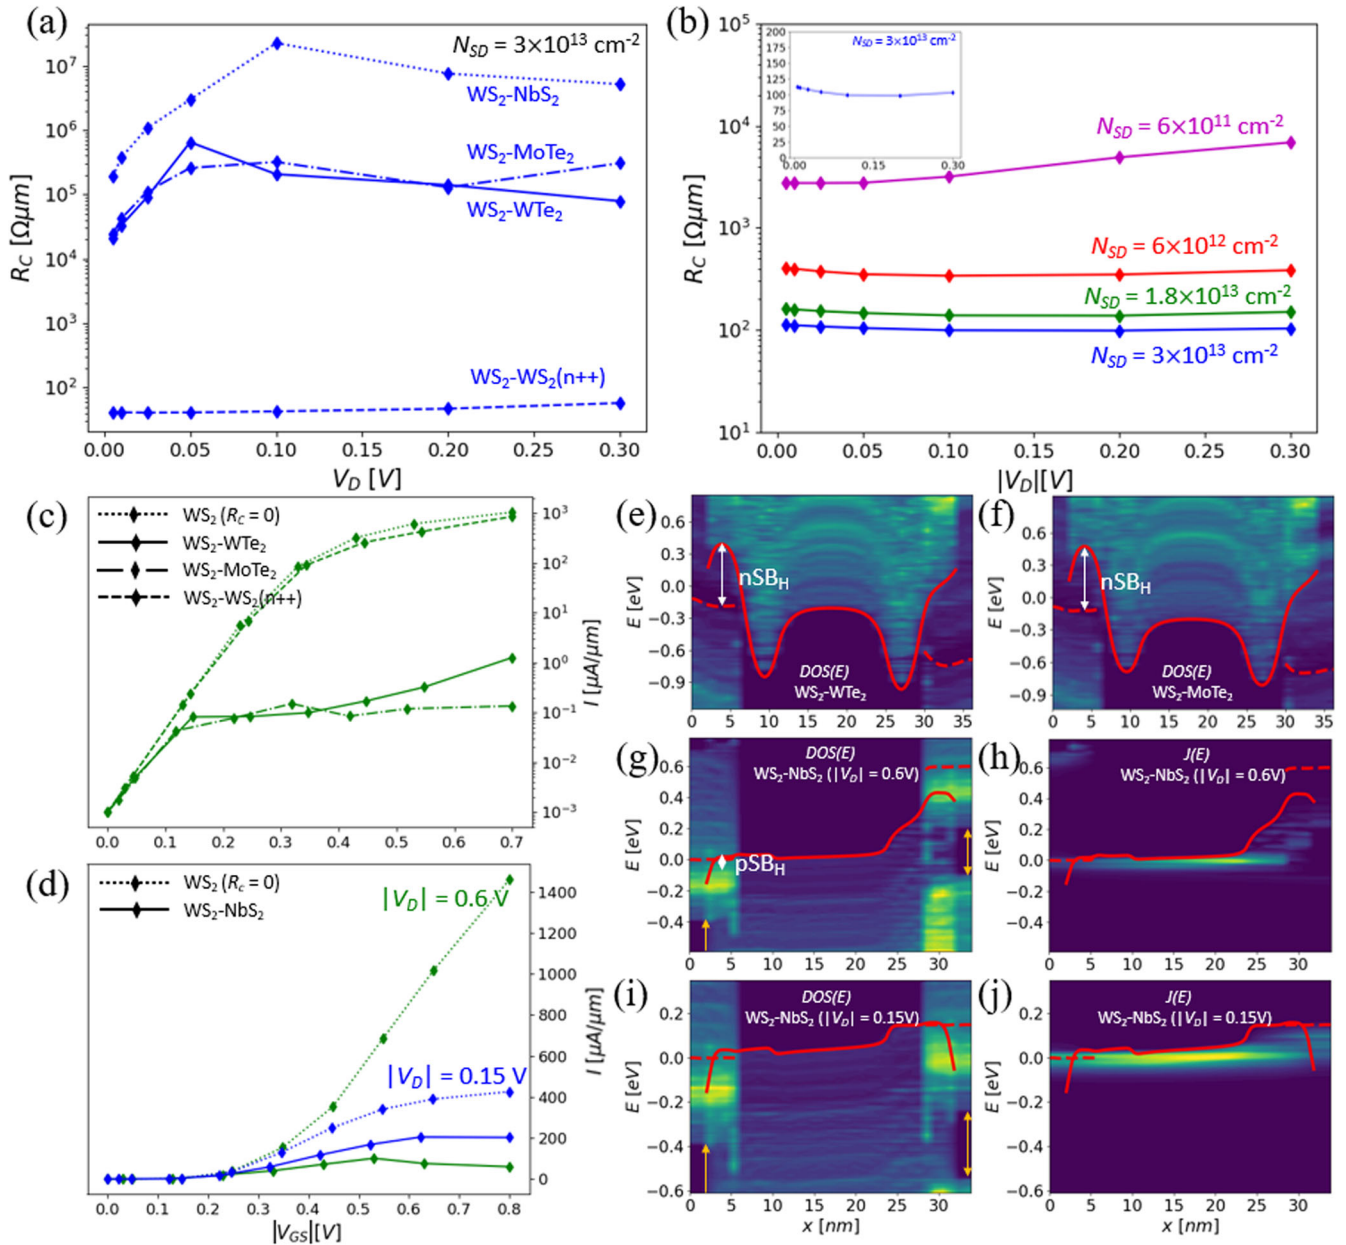 (a)
N_SD = 3×10^13 cm^-2
WS₂-NbS₂
WS₂-MoTe₂
WS₂-WTe₂
WS₂-WS₂(n++)
10^7
10^6
10^5
10^4
10^3
10^2
R_C [Ωμm]
0.00 0.05 0.10 0.15 0.20 0.25 0.30
V_D [V]
(b)
N_SD = 3×10^13 cm^-2
200
175
150
125
100
75
50
25
0
0.00 0.15 0.30
N_SD = 6×10^11 cm^-2
N_SD = 6×10^12 cm^-2
N_SD = 1.8×10^13 cm^-2
N_SD = 3×10^13 cm^-2
10^5
10^4
10^3
10^2
10^1
R_C [Ωμm]
0.00 0.05 0.10 0.15 0.20 0.25 0.30
|V_D|[V]
(c)
WS₂ (R_C = 0)
WS₂-WTe₂
WS₂-MoTe₂
WS₂-WS₂(n++)
10^3
10^2
10^1
10^0
10^-1
10^-2
10^-3
I [μA/μm]
0.0 0.1 0.2 0.3 0.4 0.5 0.6 0.7
(d)
WS₂ (R_c = 0)
WS₂-NbS₂
|V_D| = 0.6 V
|V_D| = 0.15 V
1400
1200
1000
800
600
400
200
0
I [μA/μm]
0.0 0.1 0.2 0.3 0.4 0.5 0.6 0.7 0.8
|V_GS|[V]
(e)
nSB_H
DOS(E)
WS₂-WTe₂
0.6
0.3
0.0
−0.3
−0.6
−0.9
E [eV]
0 5 10 15 20 25 30 35
(f)
nSB_H
DOS(E)
WS₂-MoTe₂
0.6
0.3
0.0
−0.3
−0.6
−0.9
E [eV]
0 5 10 15 20 25 30 35
(g)
DOS(E)
WS₂-NbS₂ (|V_D| = 0.6V)
pSB_H
0.6
0.4
0.2
0.0
−0.2
−0.4
E [eV]
0 5 10 15 20 25 30
(h)
J(E)
WS₂-NbS₂ (|V_D| = 0.6V)
0.6
0.4
0.2
0.0
−0.2
−0.4
E [eV]
0 5 10 15 20 25 30
(i)
DOS(E)
WS₂-NbS₂ (|V_D| = 0.15V)
0.2
0.0
−0.2
−0.4
−0.6
E [eV]
0 5 10 15 20 25 30
x [nm]
(j)
J(E)
WS₂-NbS₂ (|V_D| = 0.15V)
0.2
0.0
−0.2
−0.4
−0.6
E [eV]
0 5 10 15 20 25 30
x [nm]